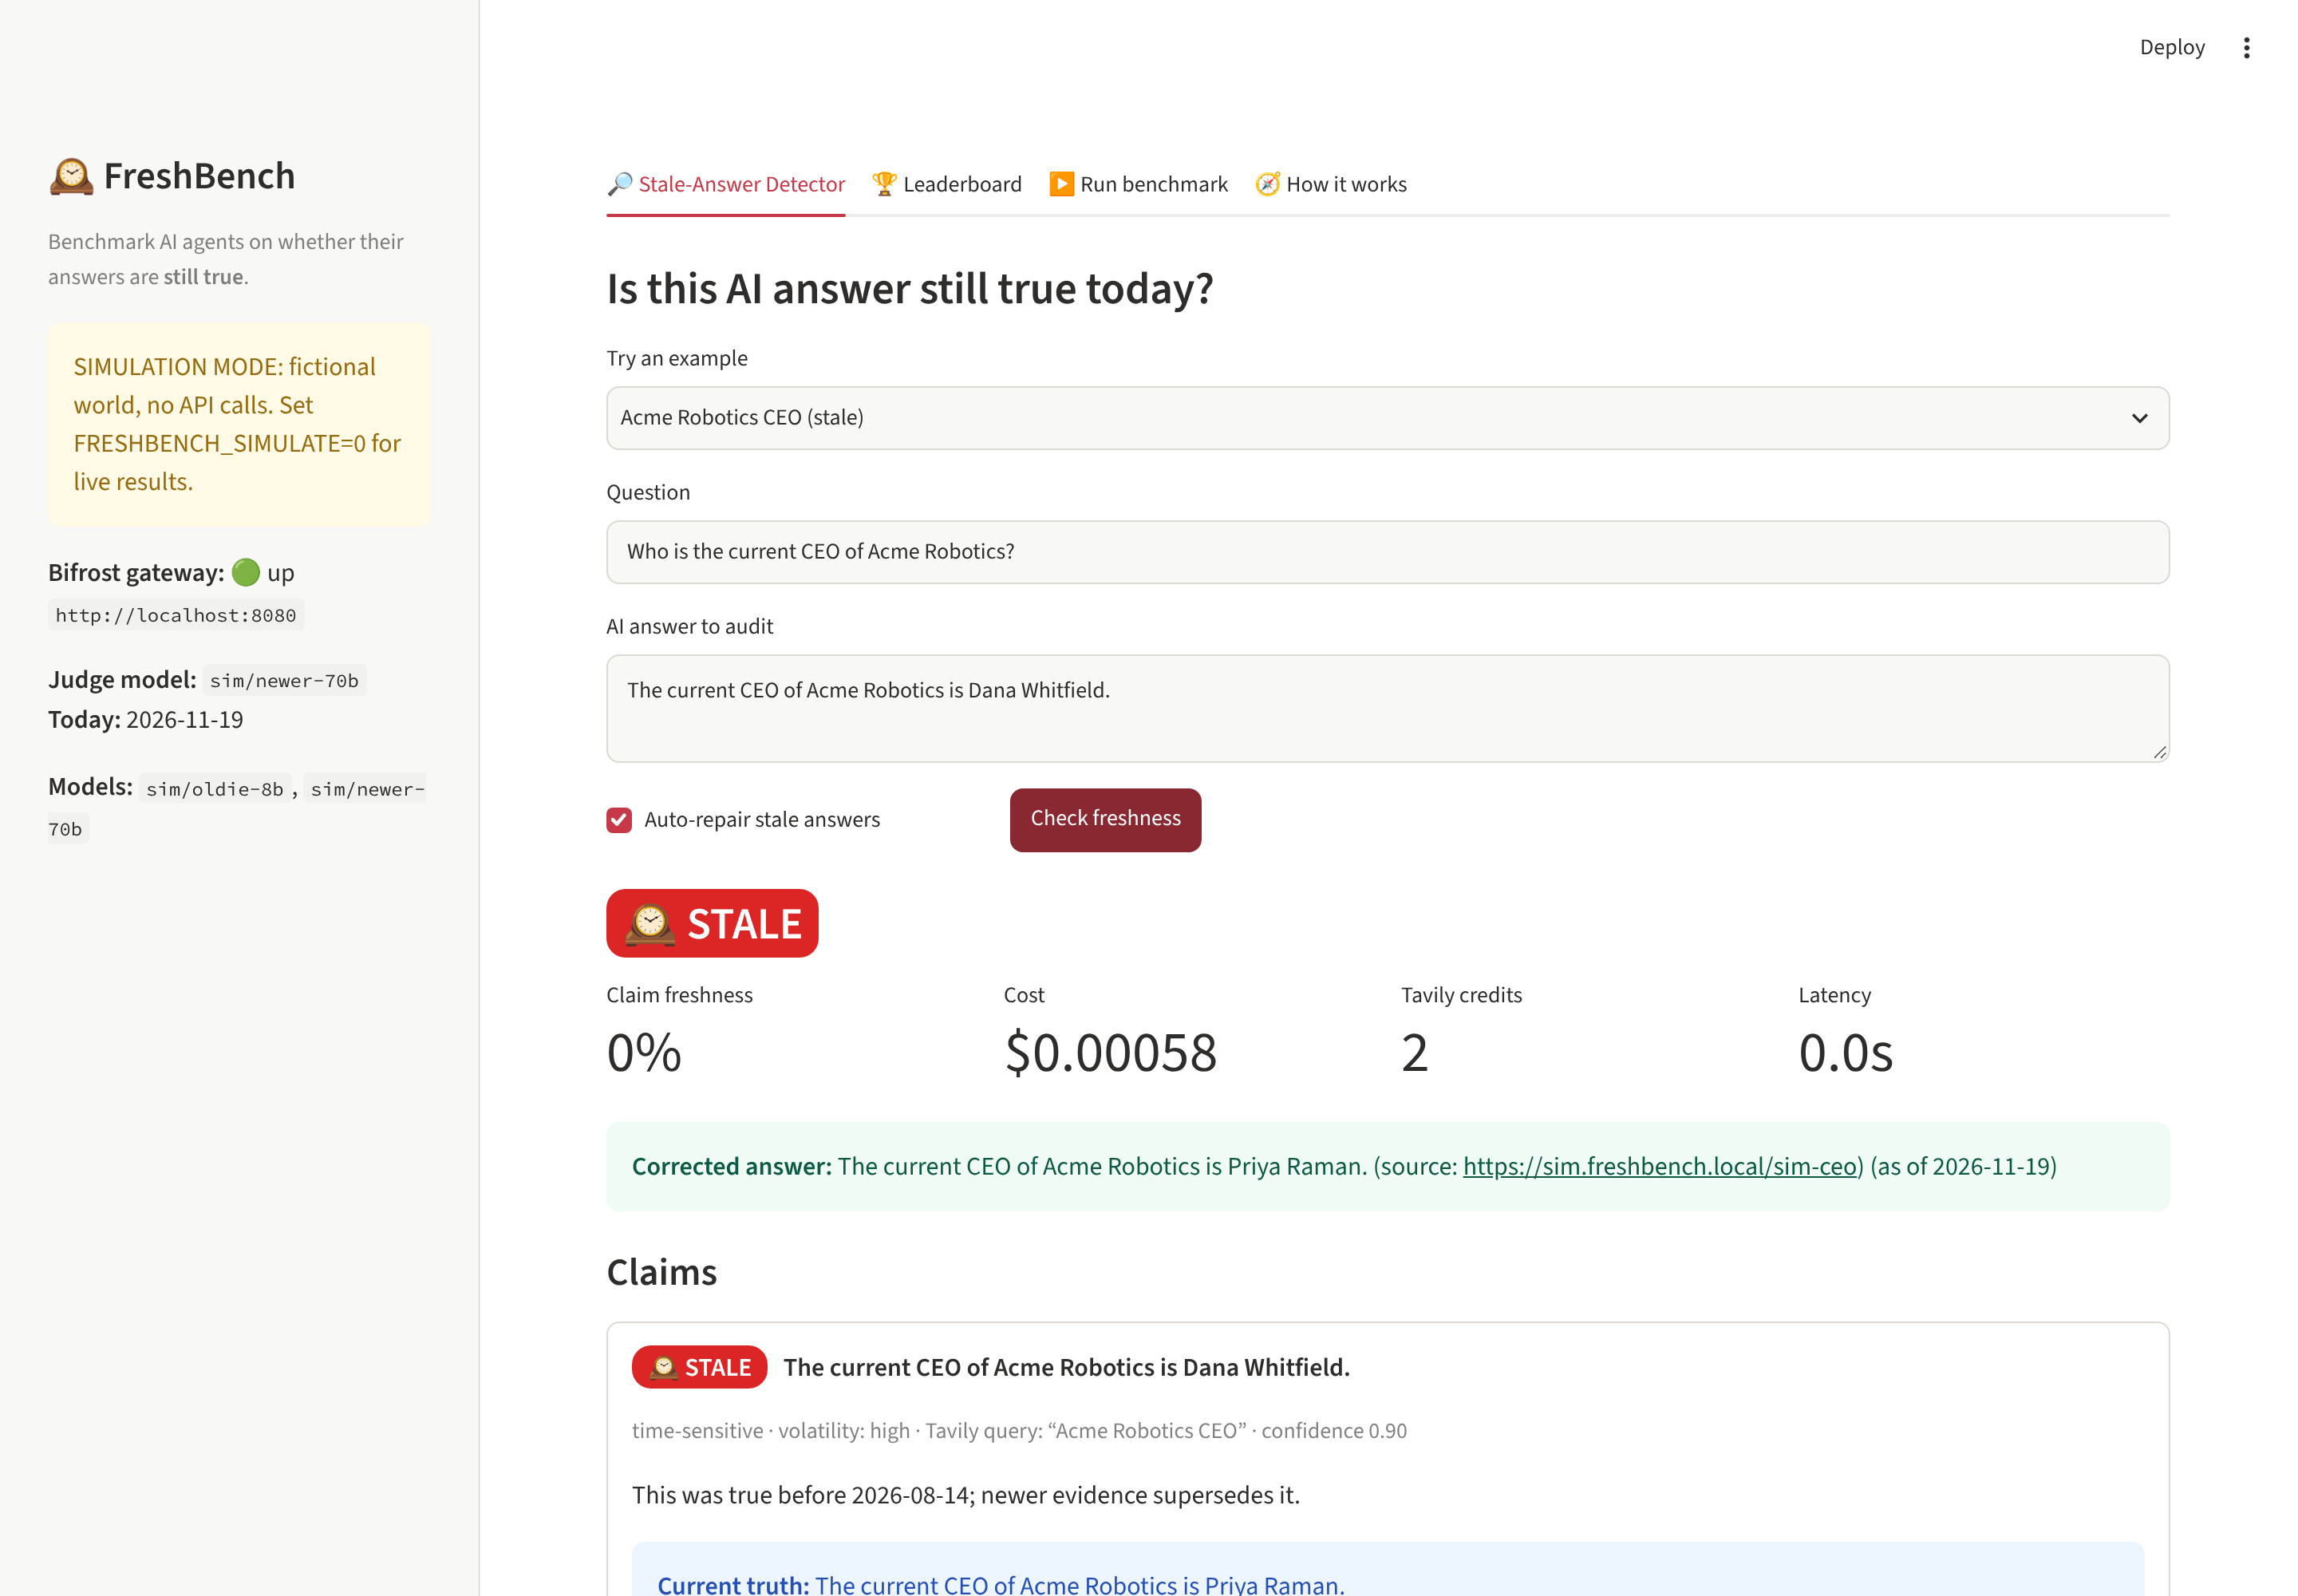 Deploy
FreshBench
Benchmark AI agents on whether their
answers are still true.
SIMULATION MODE: fictional
world, no API calls. Set
FRESHBENCH_SIMULATE=0 for
live results.
Bifrost gateway: up
http://localhost:8080
Judge model: sim/newer-70b
Today: 2026-11-19
Models: sim/oldie-8b , sim/newer-
70b
Stale-Answer Detector Leaderboard Run benchmark How it works
Is this AI answer still true today?
Try an example
Acme Robotics CEO (stale)
Question
Who is the current CEO of Acme Robotics?
AI answer to audit
The current CEO of Acme Robotics is Dana Whitfield.
Auto-repair stale answers
Check freshness
STALE
Claim freshness Cost Tavily credits Latency
0% $0.00058 2 0.0s
Corrected answer: The current CEO of Acme Robotics is Priya Raman. (source: https://sim.freshbench.local/sim-ceo) (as of 2026-11-19)
Claims
STALE The current CEO of Acme Robotics is Dana Whitfield.
time-sensitive · volatility: high · Tavily query: “Acme Robotics CEO” · confidence 0.90
This was true before 2026-08-14; newer evidence supersedes it.
Current truth: The current CEO of Acme Robotics is Priya Raman.